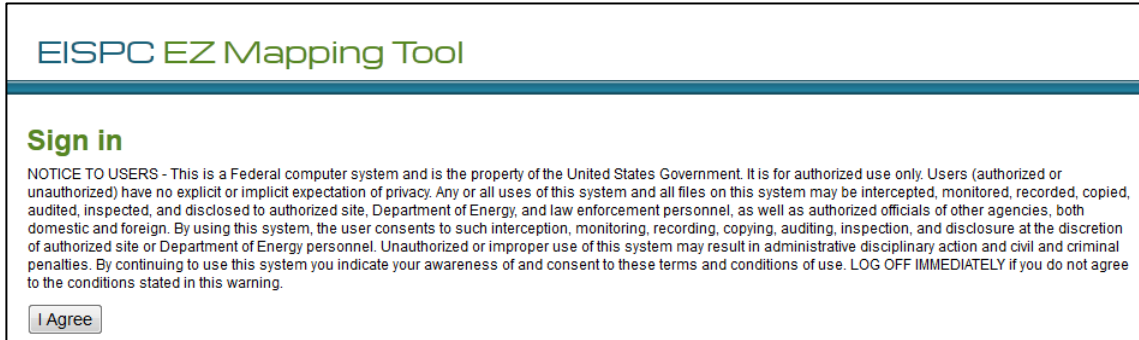 EISPC EZ Mapping Tool
Sign in
NOTICE TO USERS - This is a Federal computer system and is the property of the United States Government. It is for authorized use only. Users (authorized or
unauthorized) have no explicit or implicit expectation of privacy. Any or all uses of this system and all files on this system may be intercepted, monitored, recorded, copied,
audited, inspected, and disclosed to authorized site, Department of Energy, and law enforcement personnel, as well as authorized officials of other agencies, both
domestic and foreign. By using this system, the user consents to such interception, monitoring, recording, copying, auditing, inspection, and disclosure at the discretion
of authorized site or Department of Energy personnel. Unauthorized or improper use of this system may result in administrative disciplinary action and civil and criminal
penalties. By continuing to use this system you indicate your awareness of and consent to these terms and conditions of use. LOG OFF IMMEDIATELY if you do not agree
to the conditions stated in this warning.
I Agree